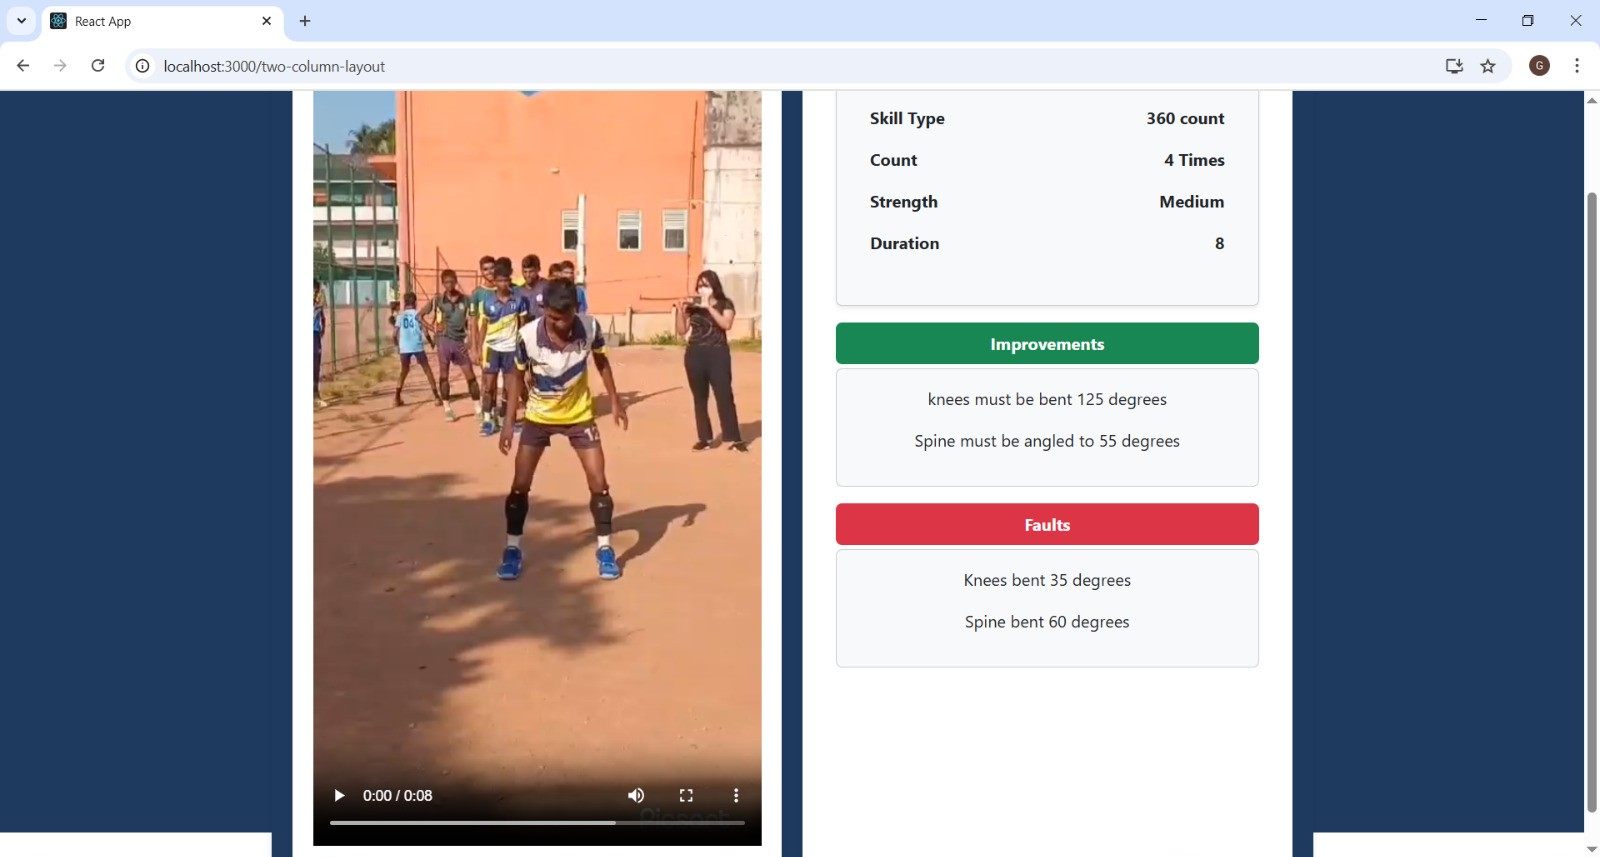 React App
localhost:3000/two-column-layout
G
Skill Type 360 count
Count 4 Times
Strength Medium
Duration 8
Improvements
knees must be bent 125 degrees
Spine must be angled to 55 degrees
Faults
Knees bent 35 degrees
Spine bent 60 degrees
04
12
0:00 / 0:08